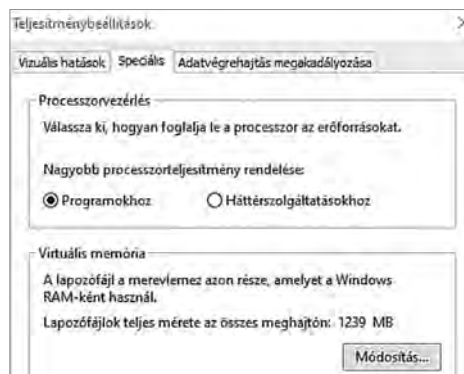 Teljesítménybeállítások
Vizuális hatások Speciális Adatvégrehajtás megakadályozása
Processzorvezérlés
Válassza ki, hogyan foglalja le a processzor az erőforrásokat.
Nagyobb processzorteljesítmény rendelése:
Programokhoz Háttérszolgáltatásokhoz
Virtuális memória
A lapozófájl a merevlemez azon része, amelyet a Windows
RAM-ként használ.
Lapozófájlok teljes mérete az összes meghajtón: 1239 MB
Módosítás...